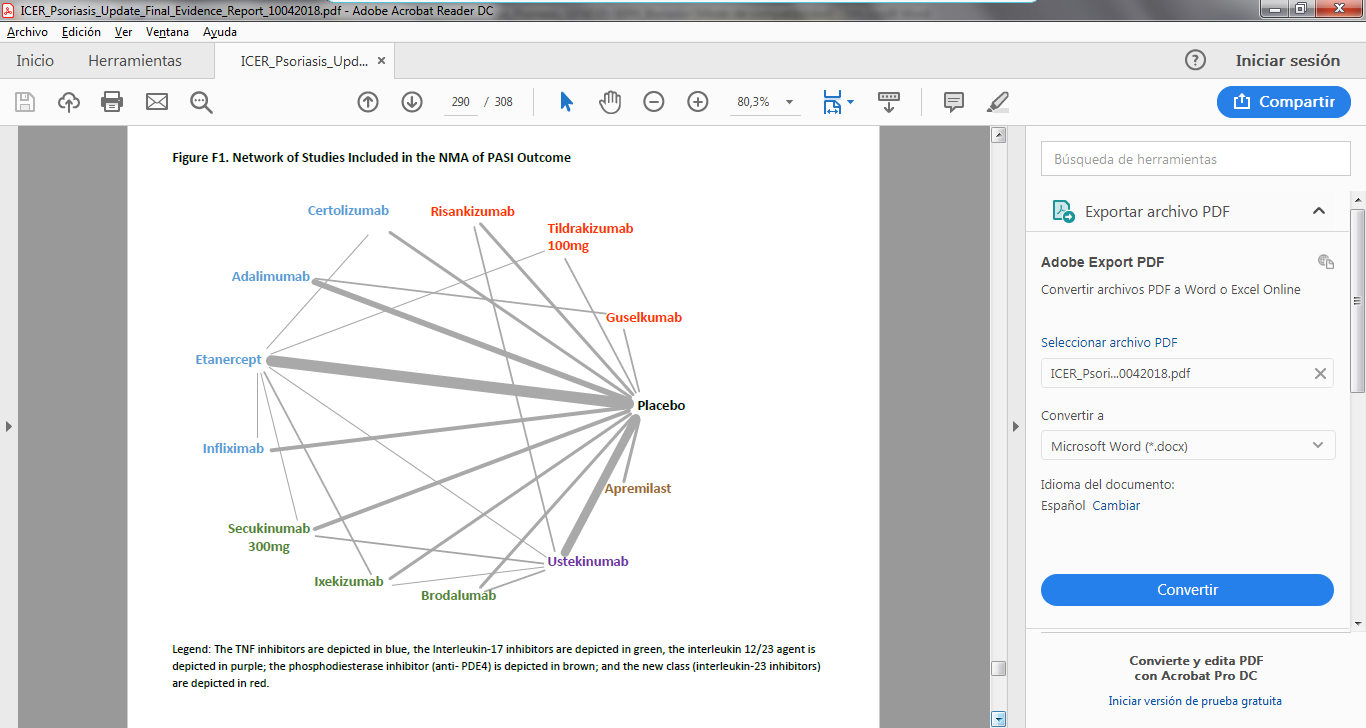 ICER_Psoriasis_Update_Final_Evidence_Report_10042018.pdf - Adobe Acrobat Reader DC
Archivo Edición Ver Ventana Ayuda
Inicio Herramientas ICER_Psoriasis_Upd... × ? Iniciar sesión
290 / 308 80,3% Compartir
Figure F1. Network of Studies Included in the NMA of PASI Outcome
Certolizumab
Risankizumab
Tildrakizumab
100mg
Adalimumab
Guselkumab
Etanercept
Placebo
Infliximab
Apremilast
Secukinumab
300mg
Ustekinumab
Ixekizumab
Brodalumab
Legend: The TNF inhibitors are depicted in blue, the Interleukin-17 inhibitors are depicted in green, the interleukin 12/23 agent is
depicted in purple; the phosphodiesterase inhibitor (anti- PDE4) is depicted in brown; and the new class (interleukin-23 inhibitors)
are depicted in red.
Búsqueda de herramientas
Exportar archivo PDF
Adobe Export PDF
Convertir archivos PDF a Word o Excel Online
Seleccionar archivo PDF
ICER_Psori...0042018.pdf
Convertir a
Microsoft Word (*.docx)
Idioma del documento:
Español Cambiar
Convertir
Convierte y edita PDF
con Acrobat Pro DC
Iniciar versión de prueba gratuita